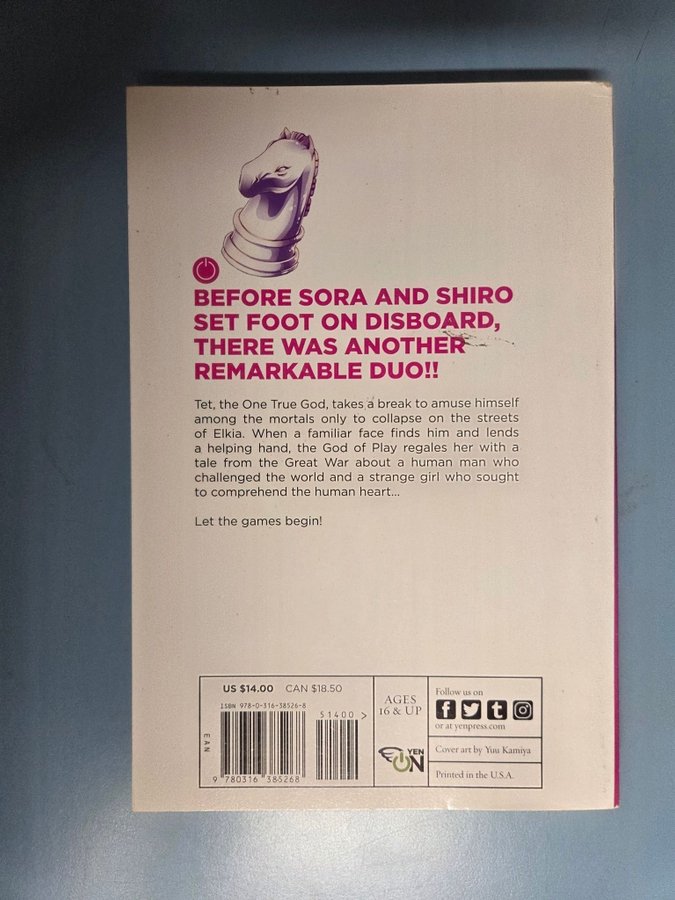 BEFORE SORA AND SHIRO
SET FOOT ON DISBOARD,
THERE WAS ANOTHER
REMARKABLE DUO!!
Tet, the One True God, takes a break to amuse himself
among the mortals only to collapse on the streets
of Elkia. When a familiar face finds him and lends
a helping hand, the God of Play regales her with a
tale from the Great War about a human man who
challenged the world and a strange girl who sought
to comprehend the human heart...
Let the games begin!
US $14.00 CAN $18.50
ISBN 978-0-316-38526-8
51400 >
EAN
9 780316 385268
AGES
16 & UP
YEN
ON
Follow us on
or at yenpress.com
Cover art by Yuu Kamiya
Printed in the U.S.A.